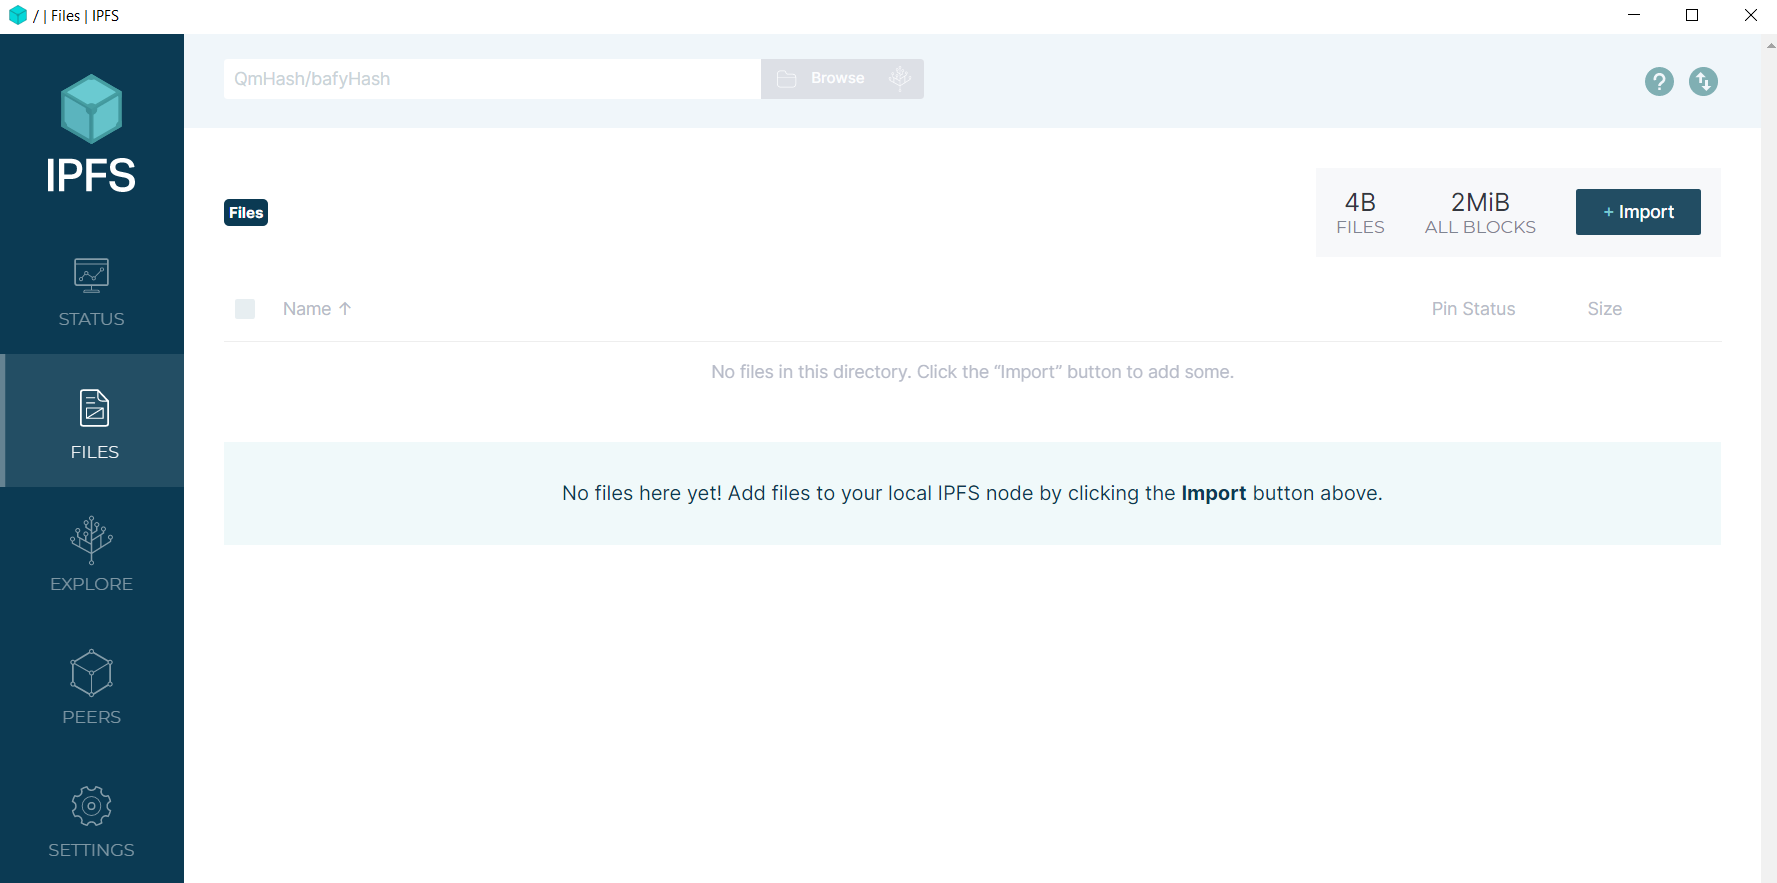 / | Files | IPFS
QmHash/bafyHash
Browse
IPFS
Files
4B
FILES
2MiB
ALL BLOCKS
+ Import
STATUS
Name ↑
Pin Status
Size
No files in this directory. Click the “Import” button to add some.
FILES
No files here yet! Add files to your local IPFS node by clicking the Import button above.
EXPLORE
PEERS
SETTINGS